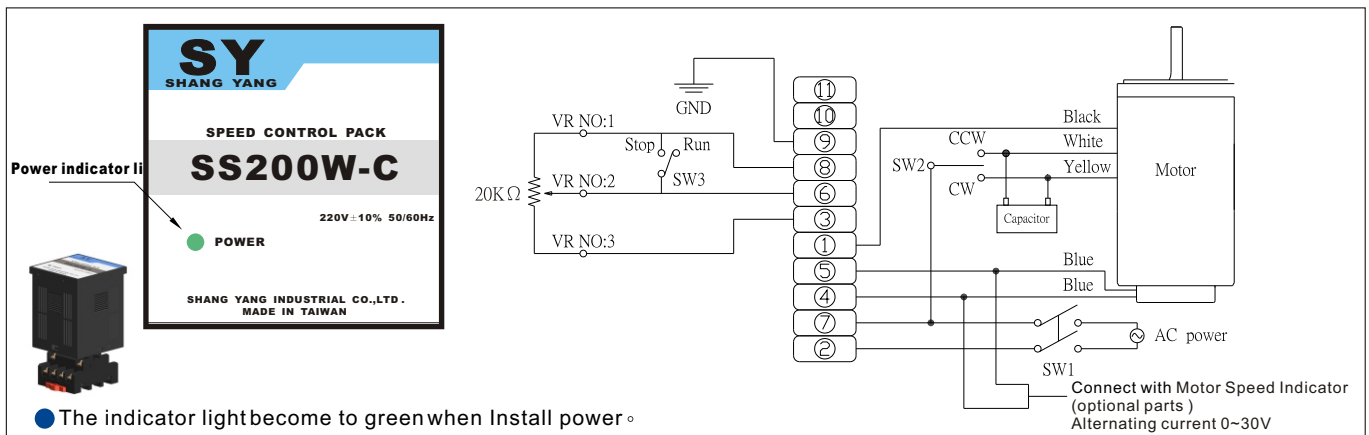 SY
SHANG YANG
SPEED CONTROL PACK
SS200W-C
220V±10% 50/60Hz
POWER
SHANG YANG INDUSTRIAL CO.,LTD.
MADE IN TAIWAN
Power indicator li
The indicator light become to green when Install power。
GND
VR NO:1
Stop
Run
SW3
20KΩ
VR NO:2
VR NO:3
⑪
⑩
⑨
⑧
⑥
③
①
⑤
④
⑦
②
Black
White
Yellow
CCW
SW2
CW
Capacitor
Motor
Blue
Blue
SW1
AC power
Connect with Motor Speed Indicator
(optional parts )
Alternating current 0~30V